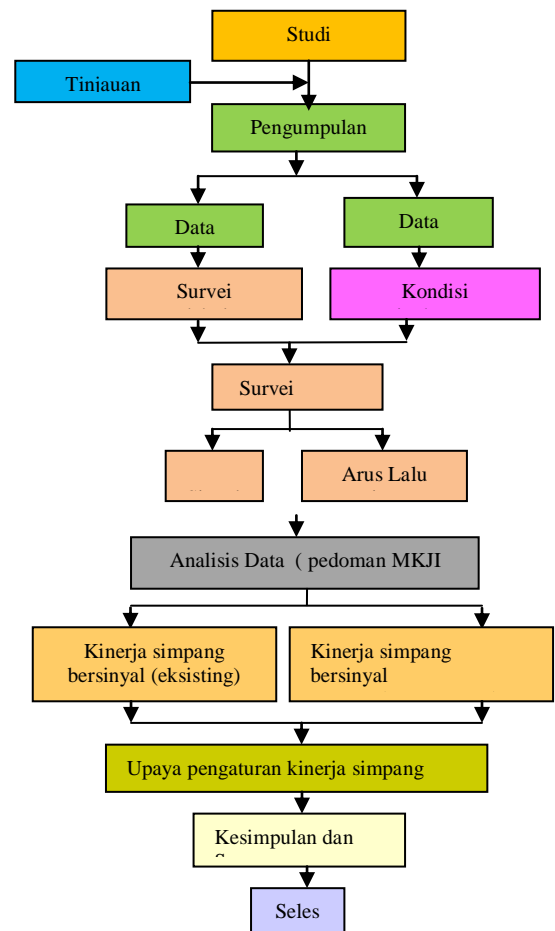 Studi
Tinjauan
Pengumpulan
Data
Data
Survei
Kondisi
Survei
Arus Lalu
Analisis Data ( pedoman MKJI
Kinerja simpang
bersinyal (eksisting)
Kinerja simpang
bersinyal
Upaya pengaturan kinerja simpang
Kesimpulan dan
Seles